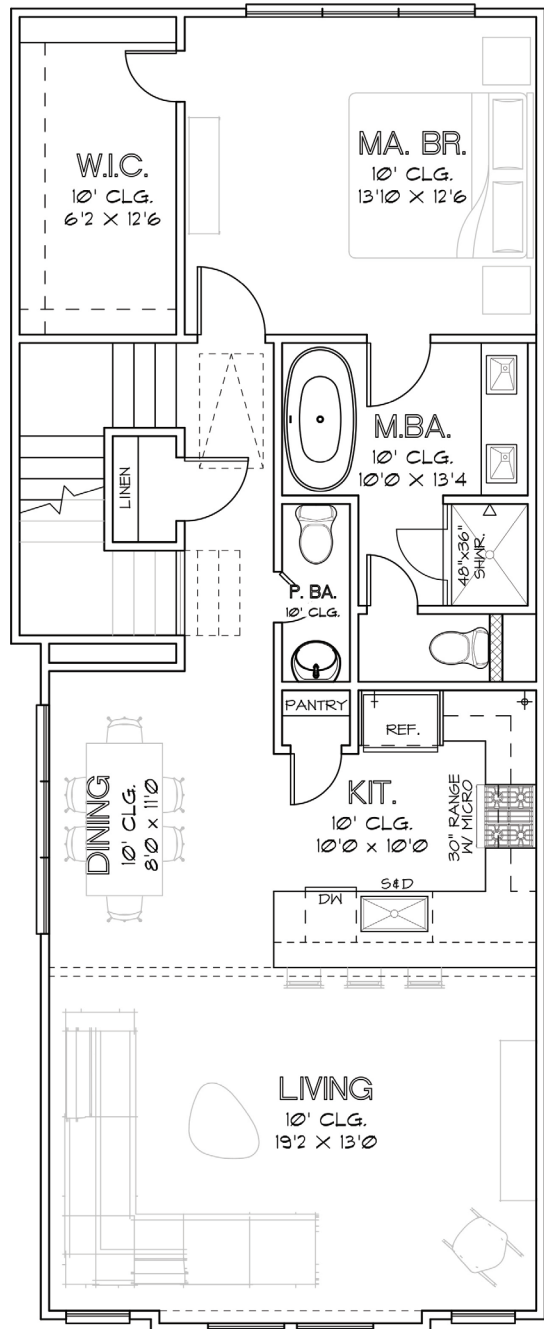 W.I.C.
10' CLG.
6'2 X 12'6
MA. BR.
10' CLG.
13'10 X 12'6
M.BA.
10' CLG.
10'0 X 13'4
LINEN
48"x36"
SHWR.
P. BA.
10' CLG.
PANTRY
REF.
DINING
10' CLG.
8'0 x 11'0
KIT.
10' CLG.
10'0 x 10'0
30" RANGE
W/ MICRO
DW
S&D
LIVING
10' CLG.
19'2 X 13'0